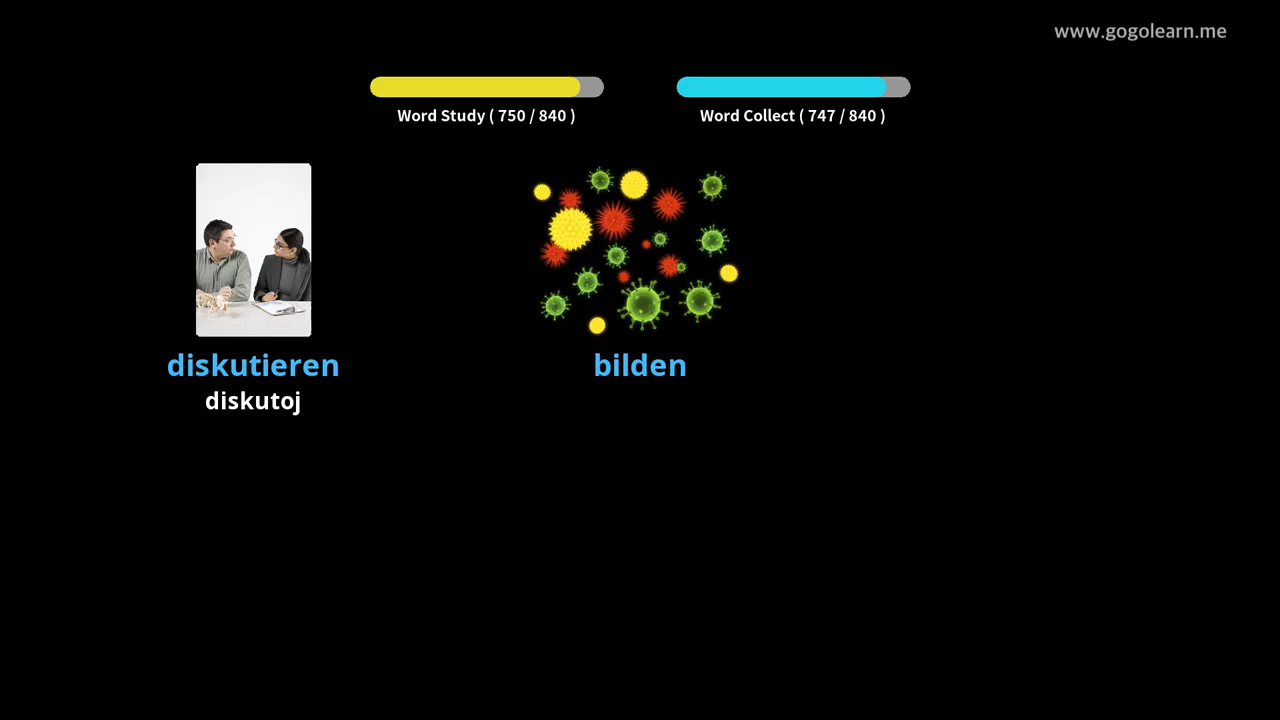 www.gogolearn.me
Word Study ( 750 / 840 )
Word Collect ( 747 / 840 )
diskutieren
diskutoj
bilden